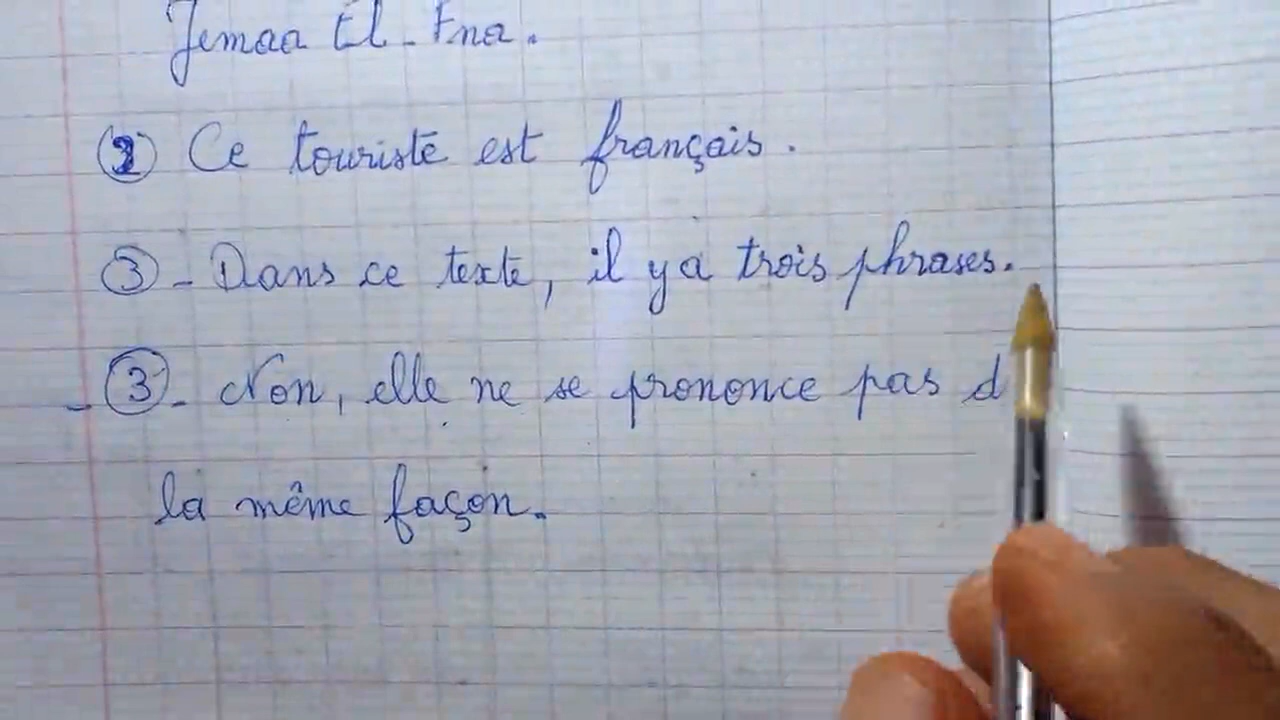 Jemaa El-Fna.
② Ce touriste est français.
③ - Dans ce texte, il y a trois phrases.
- ③ - Non, elle ne se prononce pas d
la même façon.